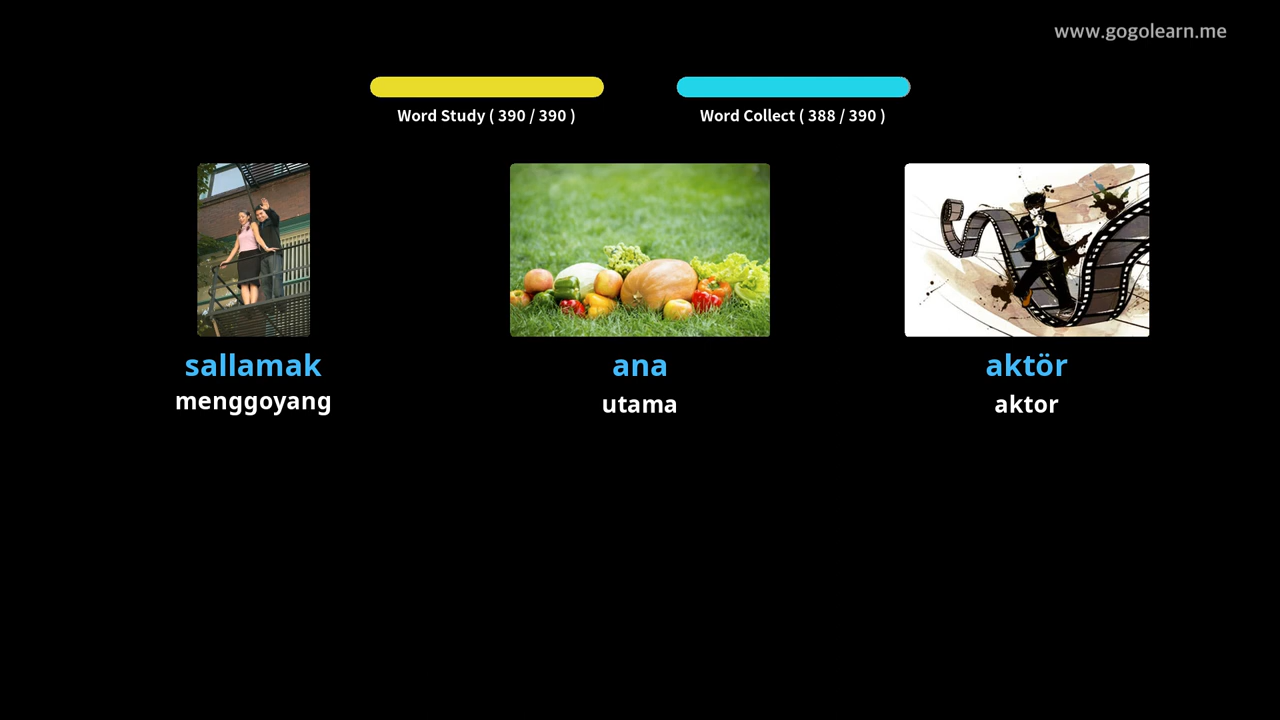 www.gogolearn.me
Word Study ( 390 / 390 )
Word Collect ( 388 / 390 )
sallamak
menggoyang
ana
utama
aktör
aktor